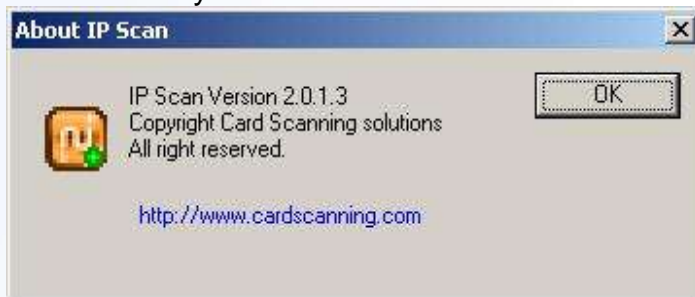 About IP Scan
IP Scan Version 2.0.1.3
OK
Copyright Card Scanning solutions
All right reserved.
http://www.cardscanning.com